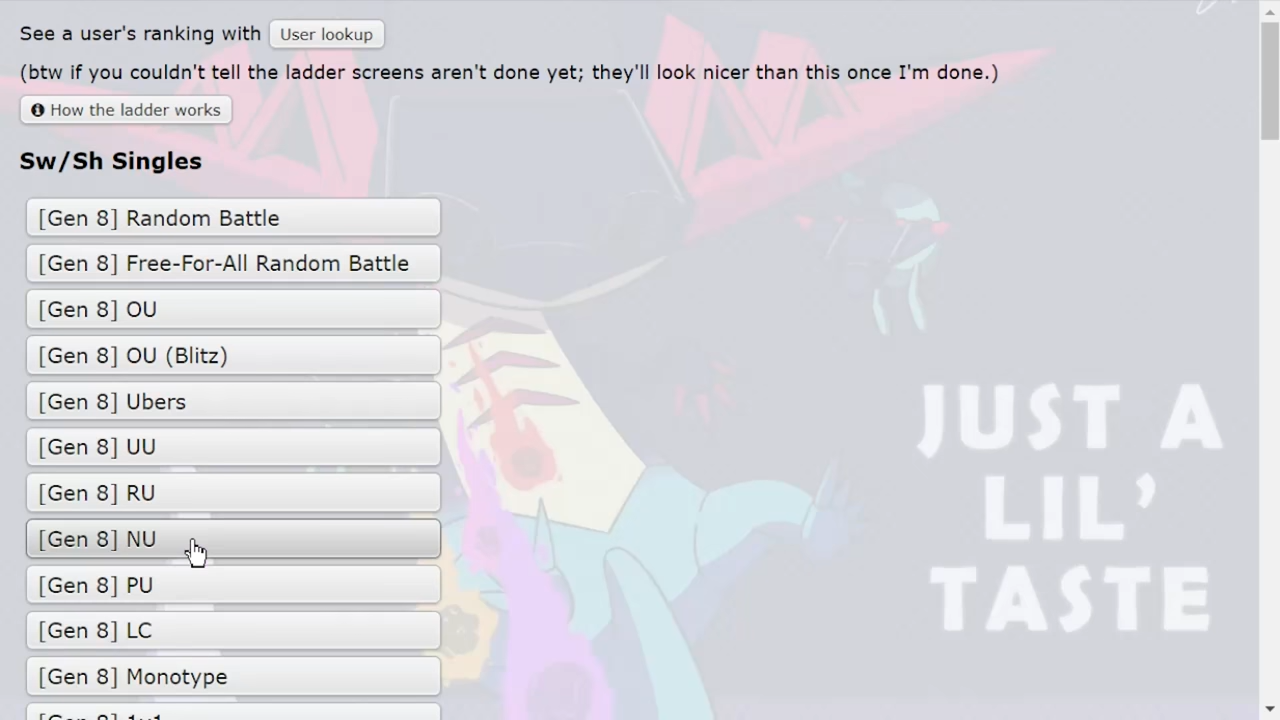 See a user's ranking with User lookup
(btw if you couldn't tell the ladder screens aren't done yet; they'll look nicer than this once I'm done.)
How the ladder works
Sw/Sh Singles
[Gen 8] Random Battle
[Gen 8] Free-For-All Random Battle
[Gen 8] OU
[Gen 8] OU (Blitz)
[Gen 8] Ubers
[Gen 8] UU
[Gen 8] RU
[Gen 8] NU
[Gen 8] PU
[Gen 8] LC
[Gen 8] Monotype
[Gen 8] 1v1
JUST A
LIL'
TASTE